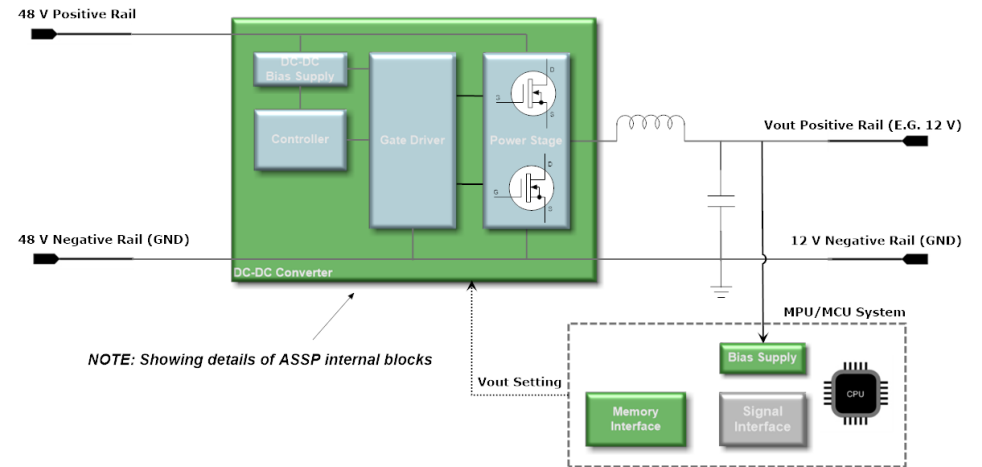 48 V Positive Rail
DC-DC
Bias Supply
Controller
Gate Driver
Power Stage
D
G
S
D
G
S
Vout Positive Rail (E.G. 12 V)
48 V Negative Rail (GND)
12 V Negative Rail (GND)
DC-DC Converter
NOTE: Showing details of ASSP internal blocks
Vout Setting
MPU/MCU System
Bias Supply
Memory
Interface
Signal
Interface
CPU